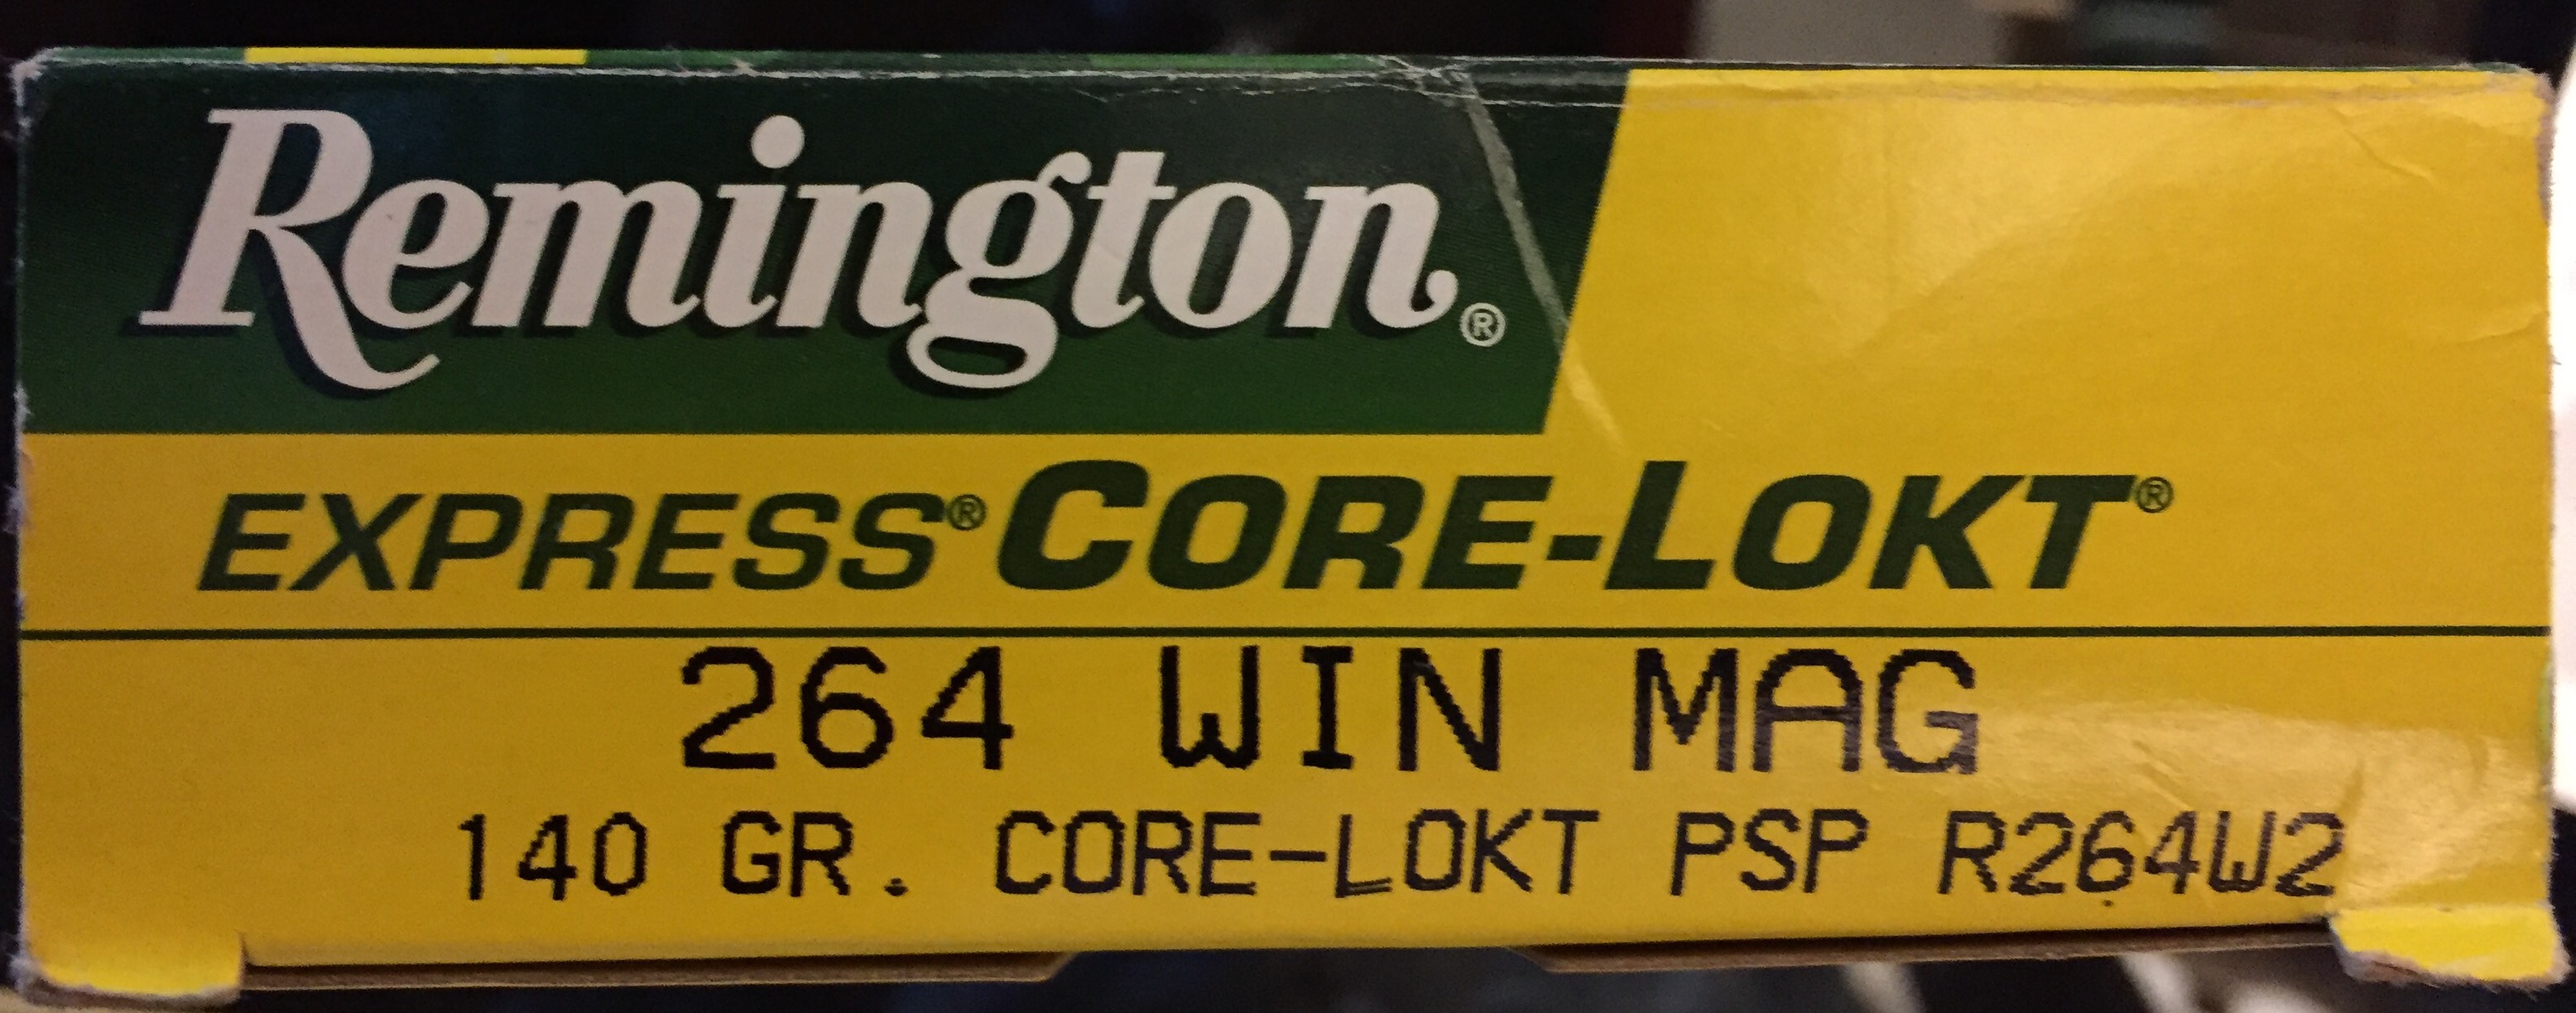 Remington®
EXPRESS® CORE-LOKT®
264 WIN MAG
140 GR. CORE-LOKT PSP R264W2